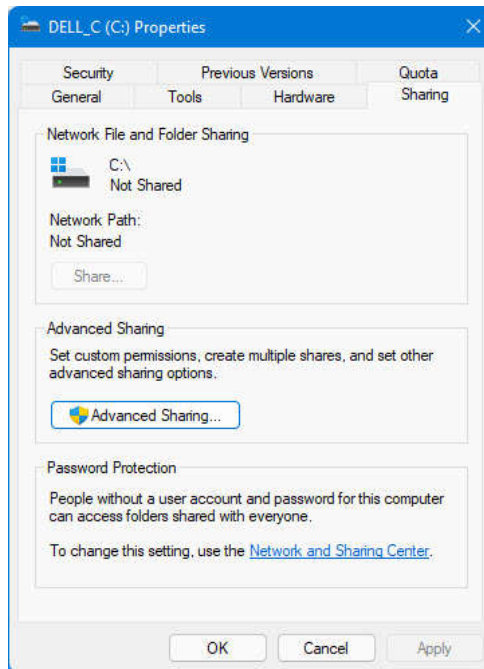 DELL_C (C:) Properties
Security Previous Versions Quota
General Tools Hardware Sharing
Network File and Folder Sharing
C:\
Not Shared
Network Path:
Not Shared
Share...
Advanced Sharing
Set custom permissions, create multiple shares, and set other
advanced sharing options.
Advanced Sharing...
Password Protection
People without a user account and password for this computer
can access folders shared with everyone.
To change this setting, use the Network and Sharing Center.
OK Cancel Apply